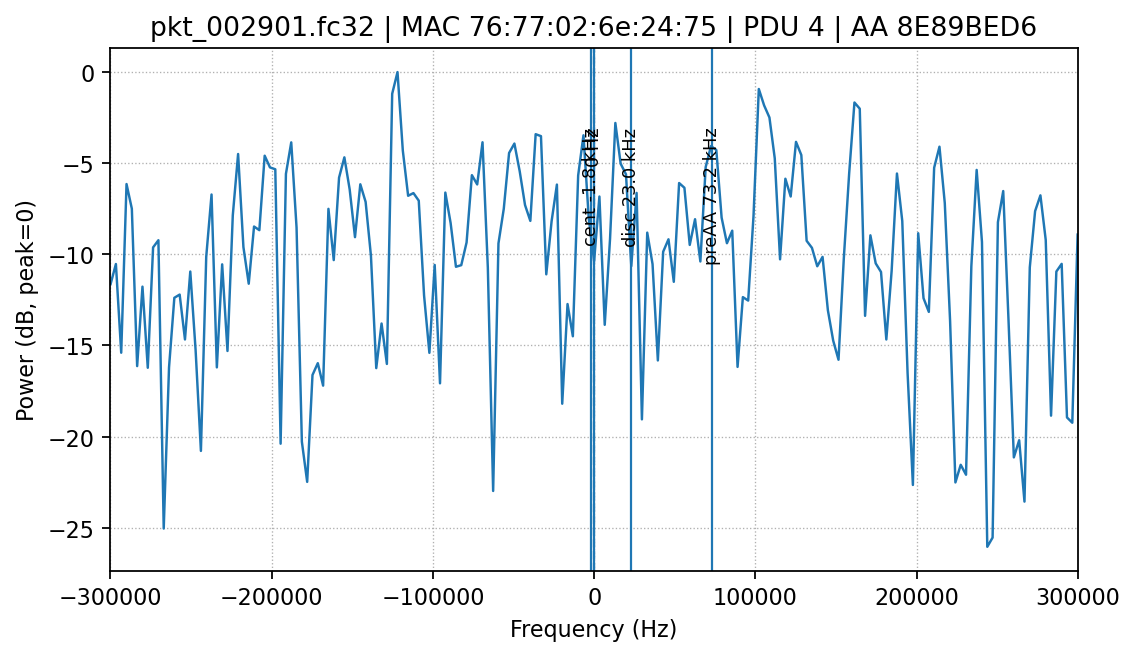 pkt_002901.fc32 | MAC 76:77:02:6e:24:75 | PDU 4 | AA 8E89BED6
Power (dB, peak=0)
0
−5
−10
−15
−20
−25
cent -1.80 kHz
disc 23.0 kHz
preAA 73.2 kHz
−300000
−200000
−100000
0
100000
200000
300000
Frequency (Hz)